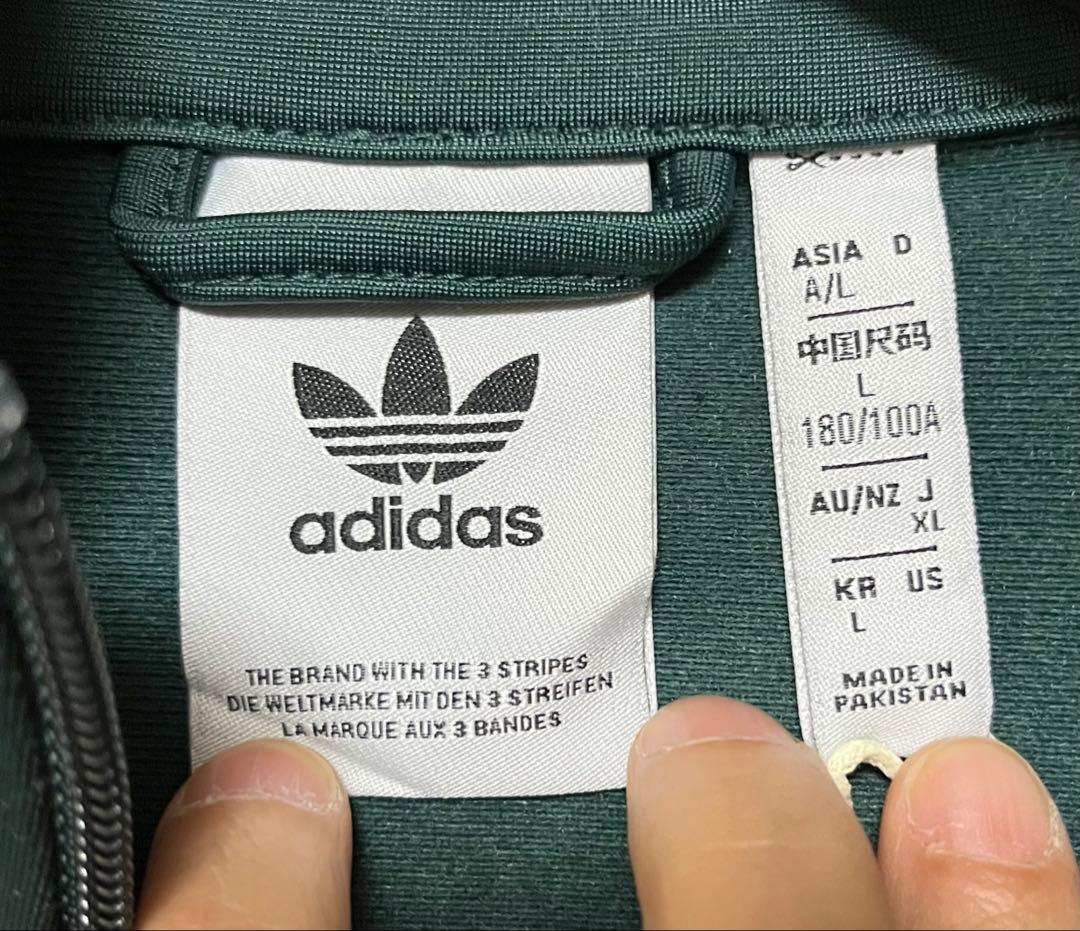 adidas
THE BRAND WITH THE 3 STRIPES
DIE WELTMARKE MIT DEN 3 STREIFEN
LA MARQUE AUX 3 BANDES
ASIA D
A/L
中国尺码
L
180/100A
AU/NZ J
XL
KR US
L
MADE IN
PAKISTAN